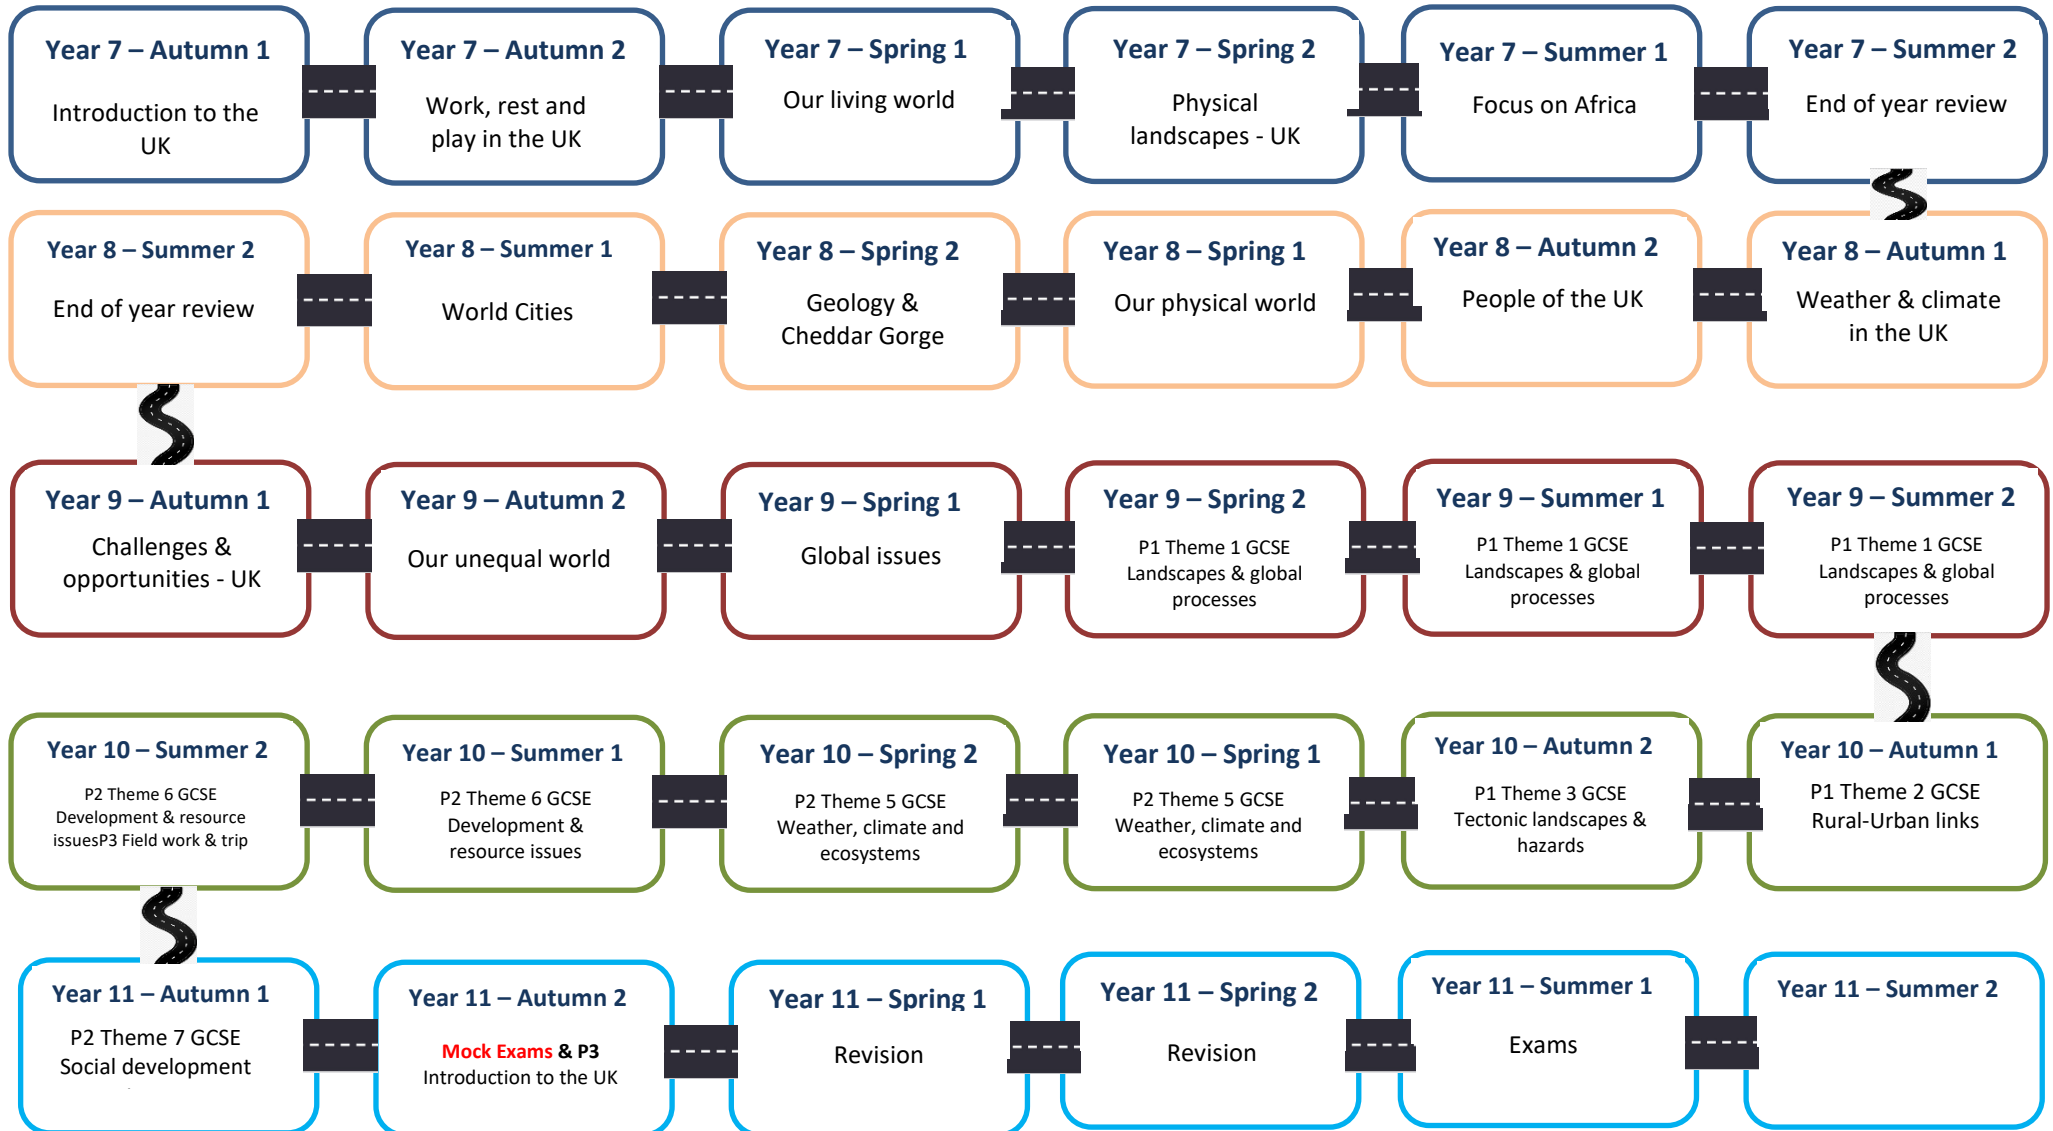 Year 7 – Autumn 1
Introduction to the
UK
Year 7 – Autumn 2
Work, rest and
play in the UK
Year 7 – Spring 1
Our living world
Year 7 – Spring 2
Physical
landscapes - UK
Year 7 – Summer 1
Focus on Africa
Year 7 – Summer 2
End of year review
Year 8 – Summer 2
End of year review
Year 8 – Summer 1
World Cities
Year 8 – Spring 2
Geology &
Cheddar Gorge
Year 8 – Spring 1
Our physical world
Year 8 – Autumn 2
People of the UK
Year 8 – Autumn 1
Weather & climate
in the UK
Year 9 – Autumn 1
Challenges &
opportunities - UK
Year 9 – Autumn 2
Our unequal world
Year 9 – Spring 1
Global issues
Year 9 – Spring 2
P1 Theme 1 GCSE
Landscapes & global
processes
Year 9 – Summer 1
P1 Theme 1 GCSE
Landscapes & global
processes
Year 9 – Summer 2
P1 Theme 1 GCSE
Landscapes & global
processes
Year 10 – Summer 2
P2 Theme 6 GCSE
Development & resource
issuesP3 Field work & trip
Year 10 – Summer 1
P2 Theme 6 GCSE
Development &
resource issues
Year 10 – Spring 2
P2 Theme 5 GCSE
Weather, climate and
ecosystems
Year 10 – Spring 1
P2 Theme 5 GCSE
Weather, climate and
ecosystems
Year 10 – Autumn 2
P1 Theme 3 GCSE
Tectonic landscapes &
hazards
Year 10 – Autumn 1
P1 Theme 2 GCSE
Rural-Urban links
Year 11 – Autumn 1
P2 Theme 7 GCSE
Social development
Year 11 – Autumn 2
Mock Exams & P3
Introduction to the UK
Year 11 – Spring 1
Revision
Year 11 – Spring 2
Revision
Year 11 – Summer 1
Exams
Year 11 – Summer 2